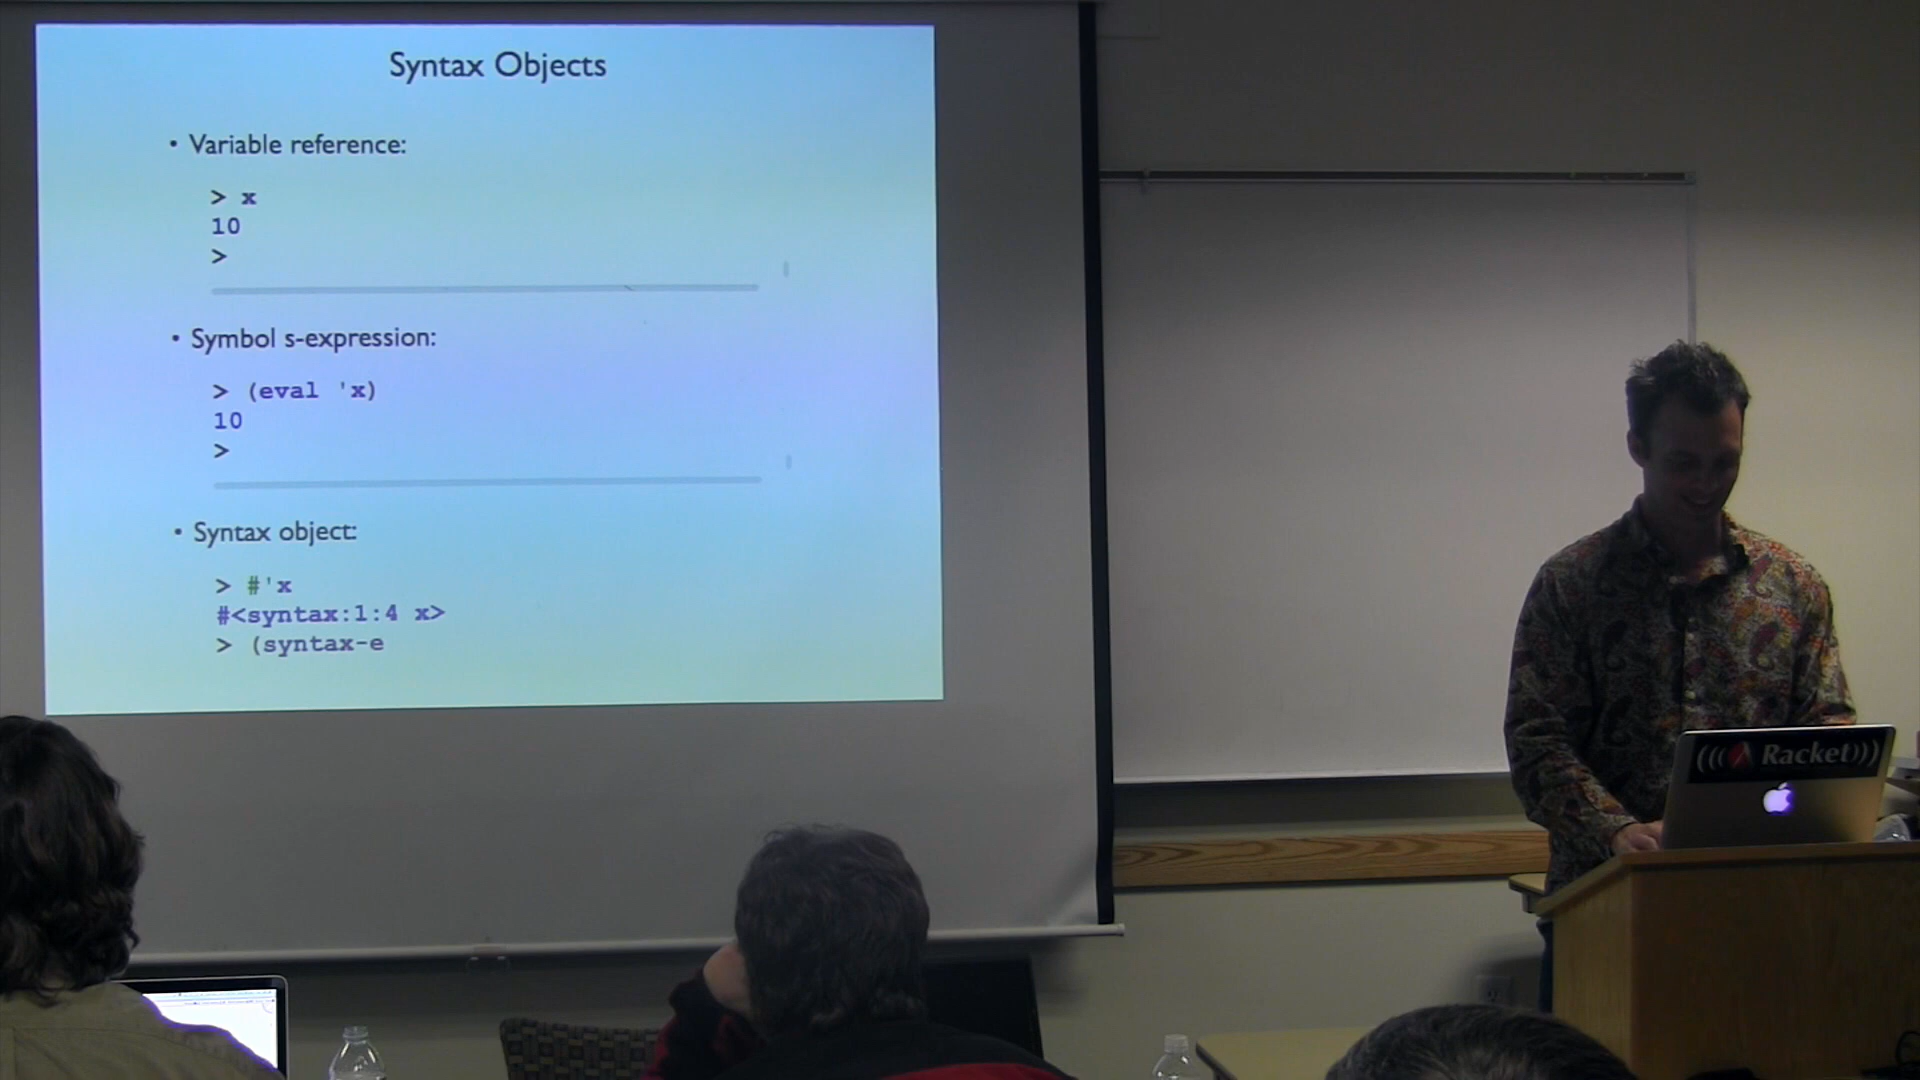 Syntax Objects
• Variable reference:
> x
10
>
• Symbol s-expression:
> (eval 'x)
10
>
• Syntax object:
> #'x
#<syntax:1:4 x>
> (syntax-e
(((Racket)))